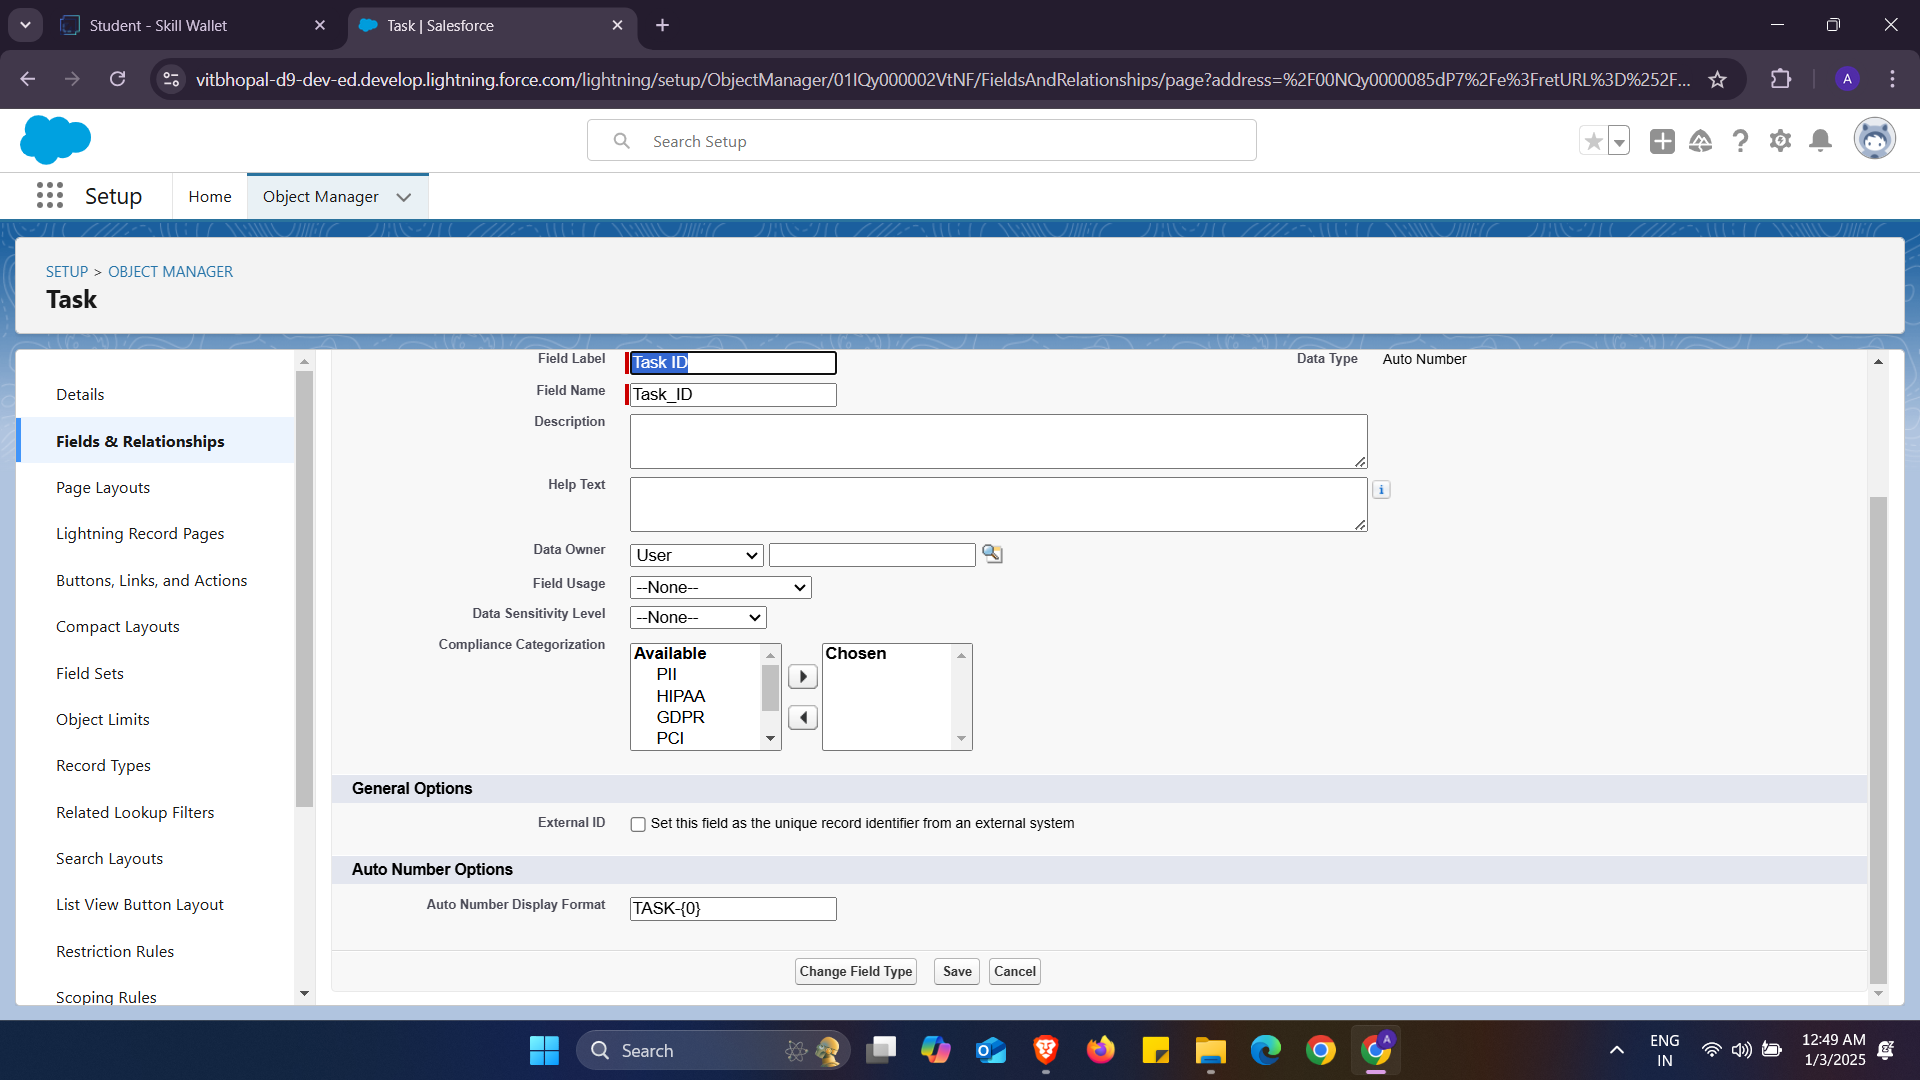 Student - Skill Wallet
Task | Salesforce
vitbhopal-d9-dev-ed.develop.lightning.force.com/lightning/setup/ObjectManager/01IQy000002VtNF/FieldsAndRelationships/page?address=%2F00NQy0000085dP7%2Fe%3FretURL%3D%252F...
A
Search Setup
Setup
Home
Object Manager
SETUP > OBJECT MANAGER
Task
Details
Fields & Relationships
Page Layouts
Lightning Record Pages
Buttons, Links, and Actions
Compact Layouts
Field Sets
Object Limits
Record Types
Related Lookup Filters
Search Layouts
List View Button Layout
Restriction Rules
Scoping Rules
Field Label Task ID Data Type Auto Number
Field Name Task_ID
Description
Help Text
Data Owner User
Field Usage --None--
Data Sensitivity Level --None--
Compliance Categorization
Available
PII
HIPAA
GDPR
PCI
Chosen
General Options
External ID Set this field as the unique record identifier from an external system
Auto Number Options
Auto Number Display Format TASK-{0}
Change Field Type Save Cancel
Search
A
ENG
IN
12:49 AM
1/3/2025